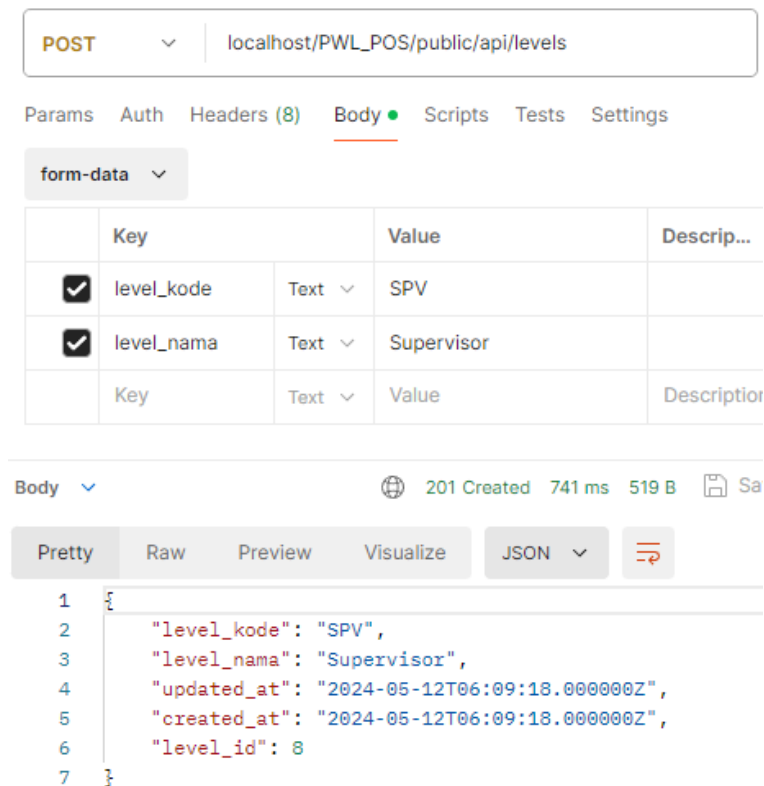 POST localhost/PWL_POS/public/api/levels
Params Auth Headers (8) Body Scripts Tests Settings
form-data
Key Value Descrip...
level_kode Text SPV
level_nama Text Supervisor
Key Text Value Description
Body 201 Created 741 ms 519 B Sa
Pretty Raw Preview Visualize JSON
1 {
2 "level_kode": "SPV",
3 "level_nama": "Supervisor",
4 "updated_at": "2024-05-12T06:09:18.000000Z",
5 "created_at": "2024-05-12T06:09:18.000000Z",
6 "level_id": 8
7 }